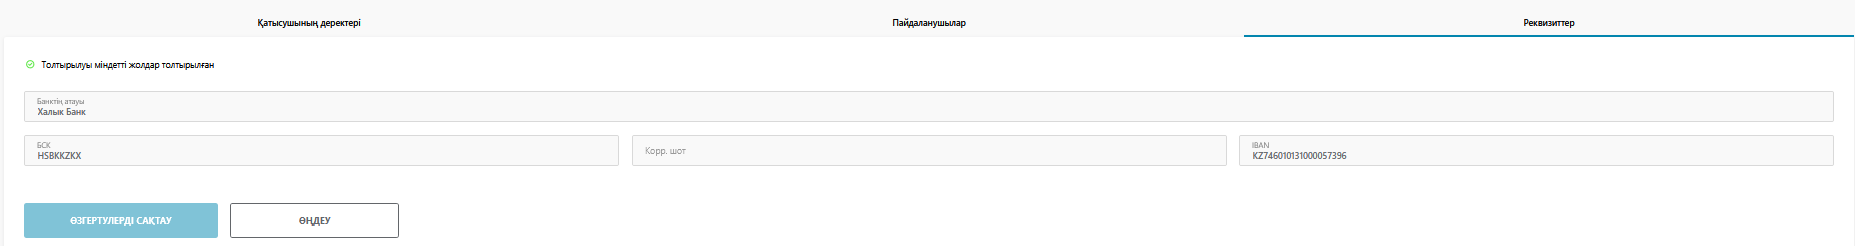 Қатысушының деректері
Пайдаланушылар
Реквизиттер
Толтырылуы міндетті жолдар толтырылған
Банктің атауы
Халык Банк
БСК
HSBKKZKX
Корр. шот
IBAN
KZ746010131000057396
ӨЗГЕРТУЛЕРДІ САҚТАУ
ӨҢДЕУ